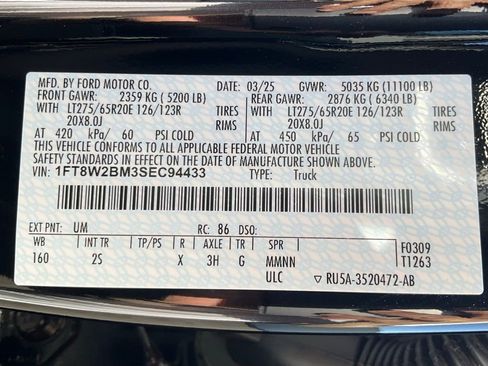 MFD. BY FORD MOTOR CO. 03/25 GVWR: 5035 KG (11100 LB)
FRONT GAWR: 2359 KG ( 5200 LB) REAR GAWR: 2876 KG ( 6340 LB)
WITH LT275/65R20E 126/123R TIRES WITH LT275/65R20E 126/123R TIRES
20X8.0J RIMS 20X8.0J RIMS
AT 420 kPa/ 60 PSI COLD AT 450 kPa/ 65 PSI COLD
THIS VEHICLE CONFORMS TO ALL APPLICABLE FEDERAL MOTOR VEHICLE
SAFETY STANDARDS IN EFFECT ON THE DATE OF MANUFACTURE SHOWN ABOVE.
VIN: 1FT8W2BM3SEC94433 TYPE: Truck
EXT PNT: UM RC: 86 DSO:
WB INT TR TP/PS R AXLE TR SPR F0309
160 2S X 3H G MMNN T1263
ULC ▽ RU5A-3520472-AB